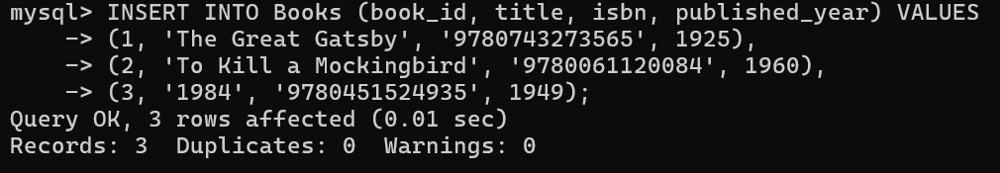 mysql> INSERT INTO Books (book_id, title, isbn, published_year) VALUES
    -> (1, 'The Great Gatsby', '9780743273565', 1925),
    -> (2, 'To Kill a Mockingbird', '9780061120084', 1960),
    -> (3, '1984', '9780451524935', 1949);
Query OK, 3 rows affected (0.01 sec)
Records: 3  Duplicates: 0  Warnings: 0